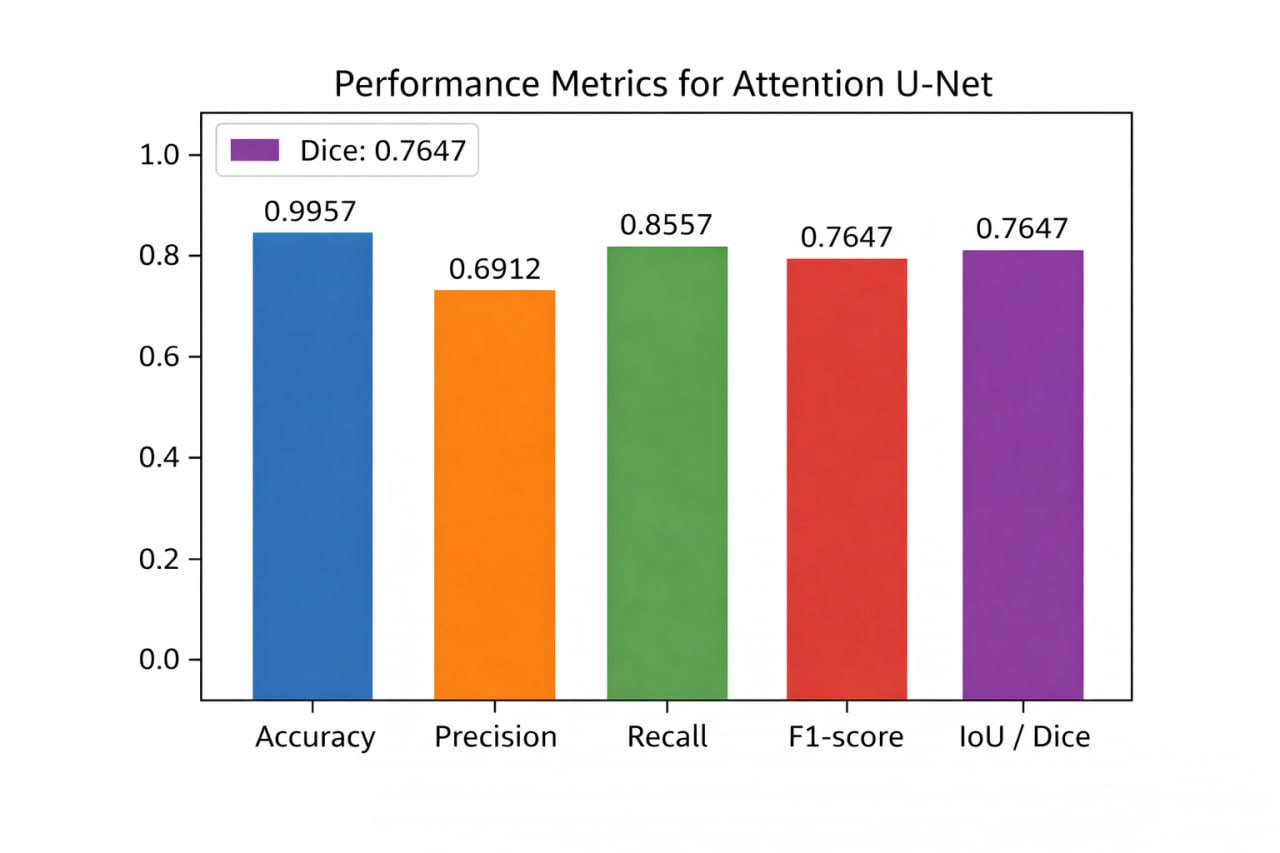 Performance Metrics for Attention U-Net
Dice: 0.7647
1.0
0.8
0.6
0.4
0.2
0.0
0.9957
0.6912
0.8557
0.7647
0.7647
Accuracy
Precision
Recall
F1-score
IoU / Dice